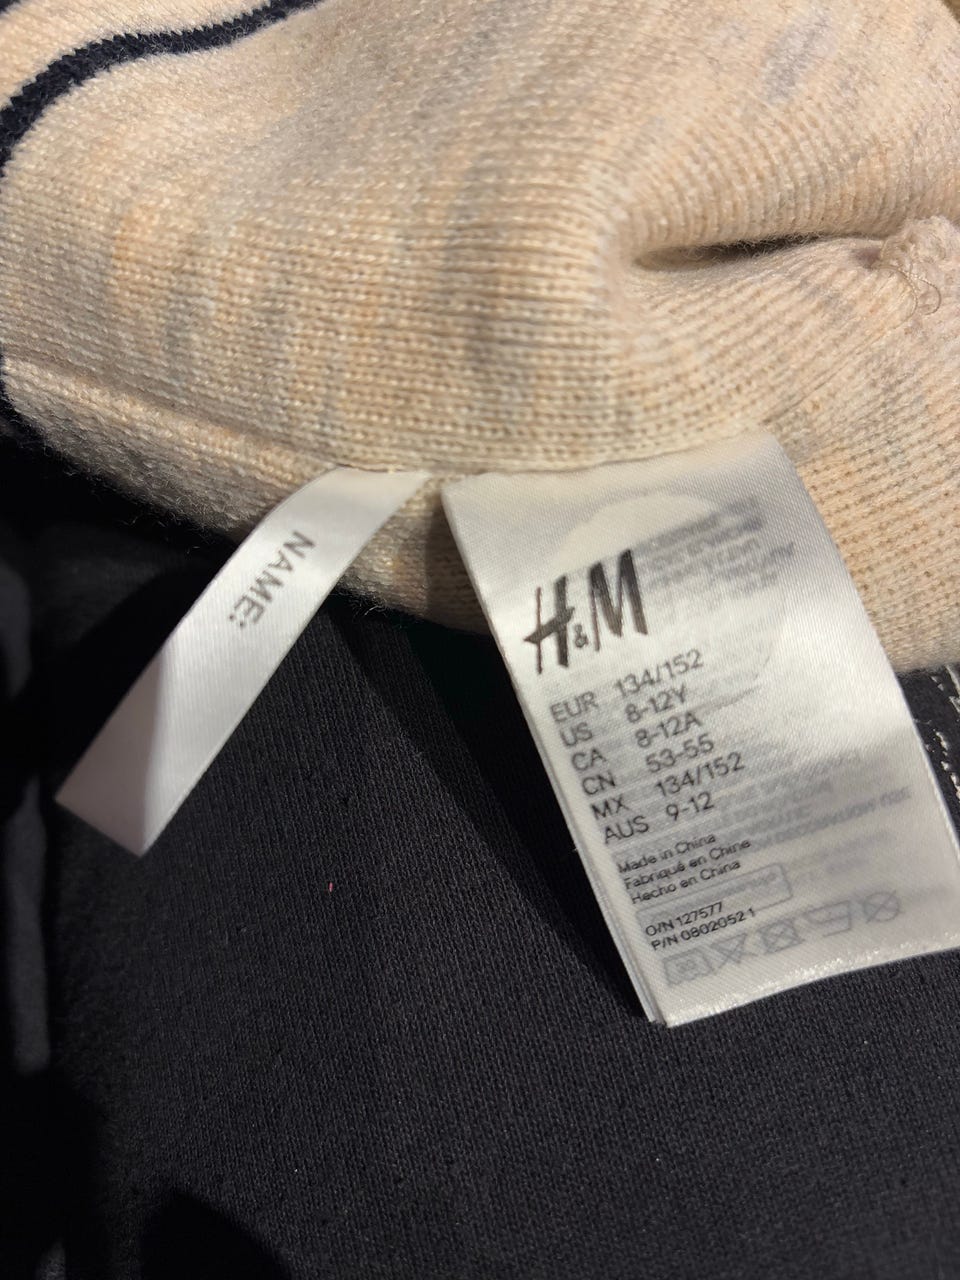 NAME:
H&M
EUR 134/152
US 8-12Y
CA 8-12A
CN 53-55
MX 134/152
AUS 9-12
Made in China
Fabriqué en Chine
Hecho en China
O/N 127577
P/N 08020521